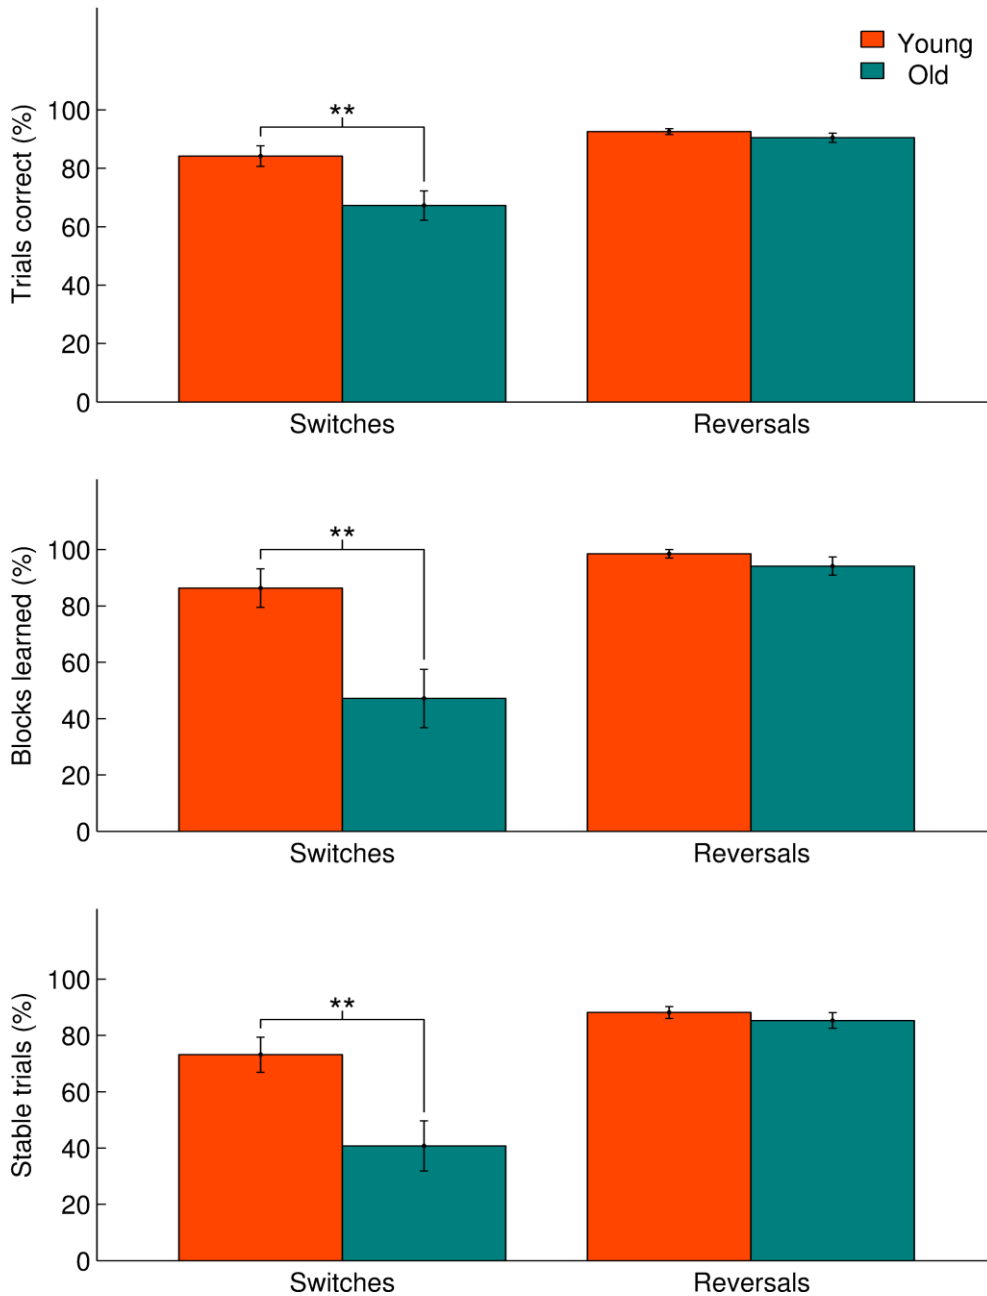 Young
Old
Trials correct (%)
100
80
60
40
20
0
**
Switches
Reversals
Blocks learned (%)
100
80
60
40
20
0
**
Switches
Reversals
Stable trials (%)
100
80
60
40
20
0
**
Switches
Reversals